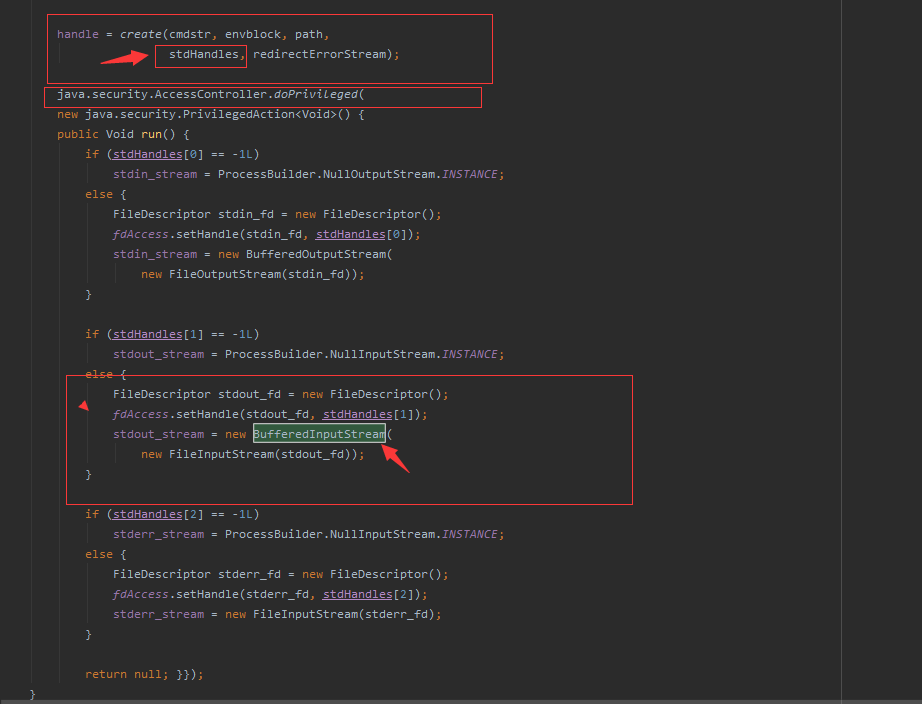 handle = create(cmdstr, envblock, path,
stdHandles, redirectErrorStream);
java.security.AccessController.doPrivileged(
new java.security.PrivilegedAction<Void>() {
public Void run() {
if (stdHandles[0] == -1L)
stdin_stream = ProcessBuilder.NullOutputStream.INSTANCE;
else {
FileDescriptor stdin_fd = new FileDescriptor();
fdAccess.setHandle(stdin_fd, stdHandles[0]);
stdin_stream = new BufferedOutputStream(
new FileOutputStream(stdin_fd));
}
if (stdHandles[1] == -1L)
stdout_stream = ProcessBuilder.NullInputStream.INSTANCE;
else {
FileDescriptor stdout_fd = new FileDescriptor();
fdAccess.setHandle(stdout_fd, stdHandles[1]);
stdout_stream = new BufferedInputStream(
new FileInputStream(stdout_fd));
}
if (stdHandles[2] == -1L)
stderr_stream = ProcessBuilder.NullInputStream.INSTANCE;
else {
FileDescriptor stderr_fd = new FileDescriptor();
fdAccess.setHandle(stderr_fd, stdHandles[2]);
stderr_stream = new FileInputStream(stderr_fd);
}
return null; }});
}